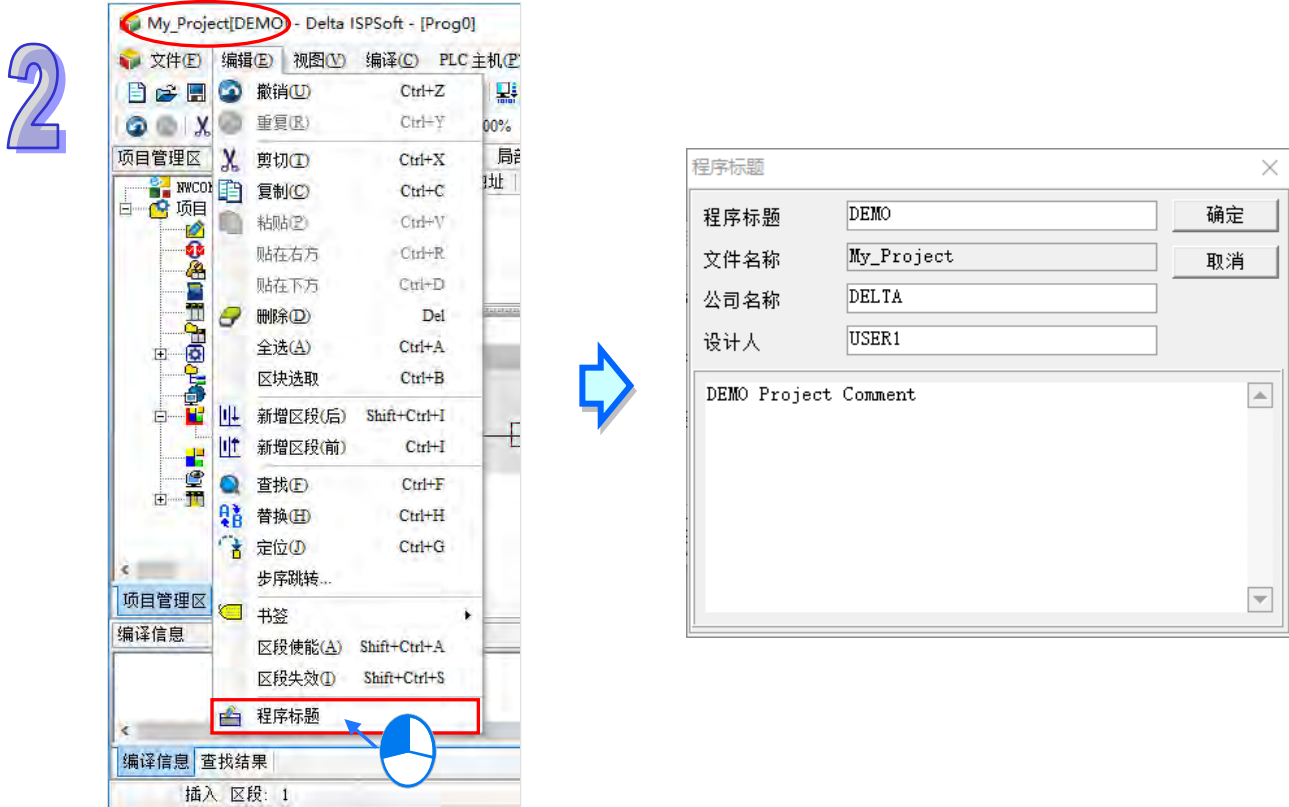 My_Project[DEMO] - Delta ISPSoft - [Prog0]
2
文件(F) 编辑(E) 视图(V) 编译(C) PLC 主机(P
撤销(U) Ctrl+Z
重复(R) Ctrl+Y
00%
项目管理区
剪切(T) Ctrl+X
局部
复制(C) Ctrl+C
地址
NWCON
项目
粘贴(P) Ctrl+V
贴在右方 Ctrl+R
贴在下方 Ctrl+D
删除(D) Del
全选(A) Ctrl+A
区块选取 Ctrl+B
新增区段(后) Shift+Ctrl+I
新增区段(前) Ctrl+I
查找(F) Ctrl+F
替换(H) Ctrl+H
定位(J) Ctrl+G
步序跳转...
项目管理区
书签
编译信息
区段使能(A) Shift+Ctrl+A
区段失效(I) Shift+Ctrl+S
程序标题
编译信息 查找结果
插入 区段: 1
程序标题
程序标题 DEMO 确定
文件名称 My_Project 取消
公司名称 DELTA
设计人 USER1
DEMO Project Comment